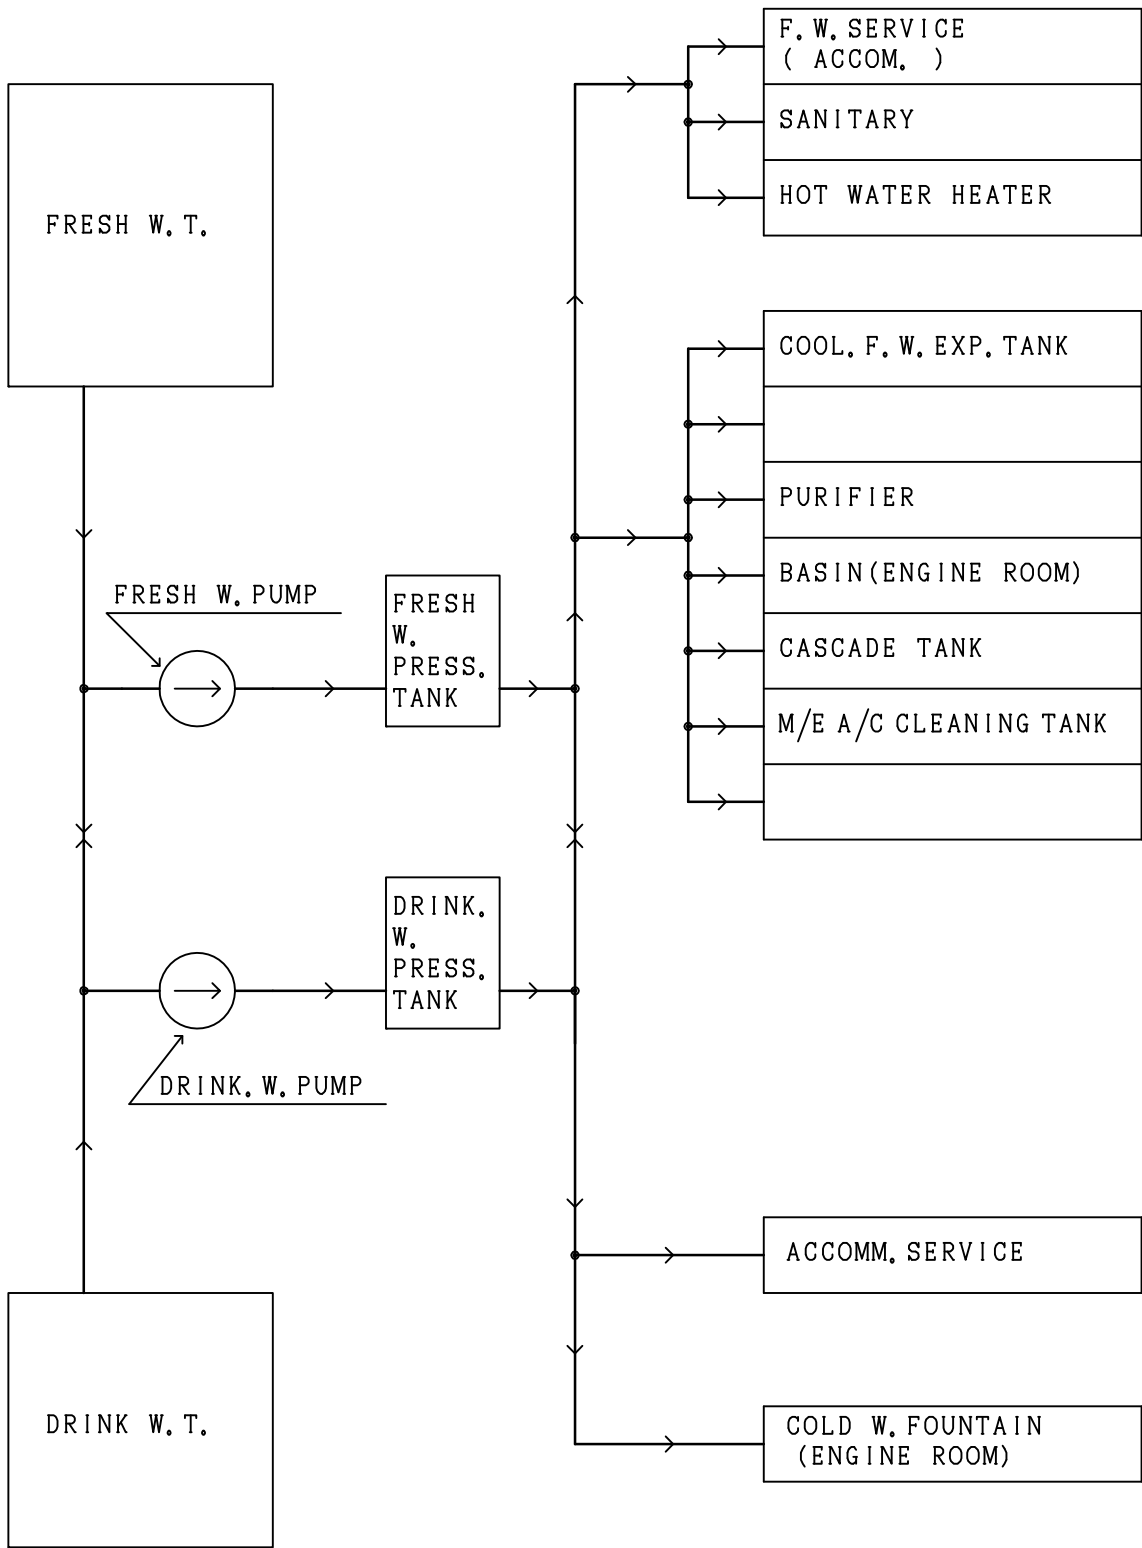 F.W.SERVICE
( ACCOM. )
SANITARY
HOT WATER HEATER
FRESH W.T.
COOL.F.W.EXP.TANK
PURIFIER
BASIN(ENGINE ROOM)
CASCADE TANK
M/E A/C CLEANING TANK
FRESH W.PUMP
FRESH
W.
PRESS.
TANK
DRINK.
W.
PRESS.
TANK
DRINK.W.PUMP
ACCOMM.SERVICE
DRINK W.T.
COLD W.FOUNTAIN
(ENGINE ROOM)